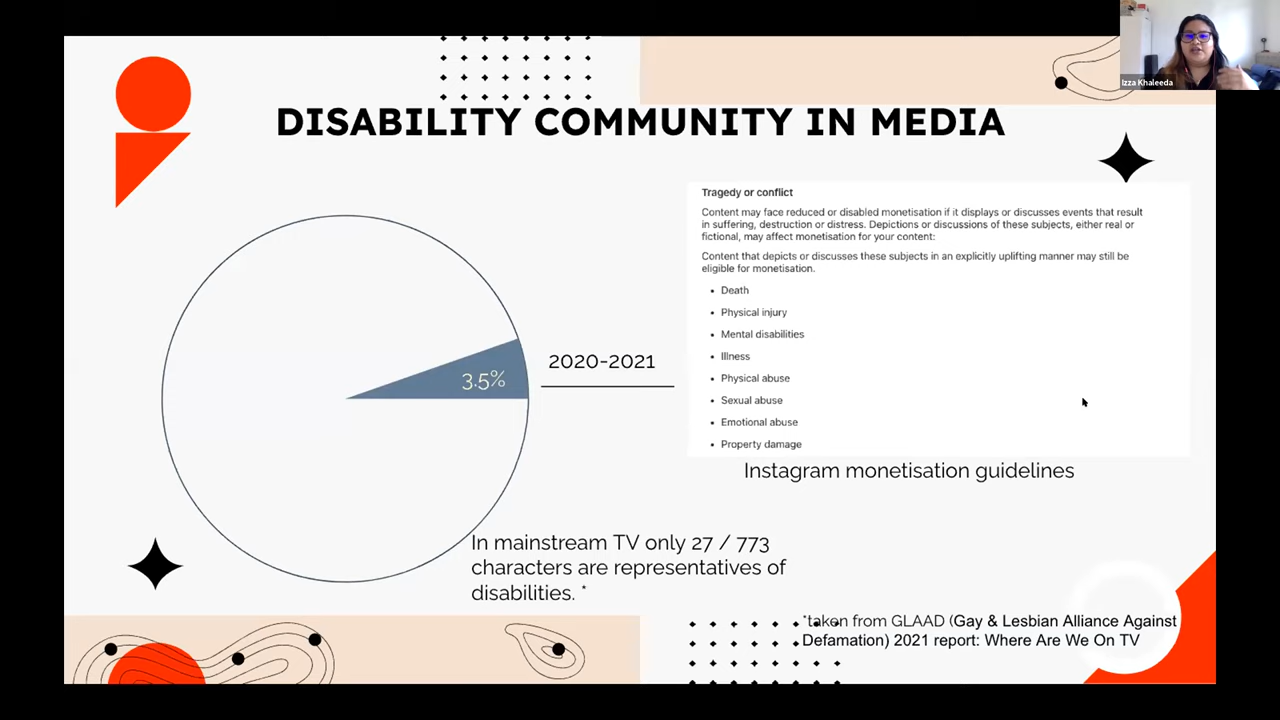 Izza Khaleeda
DISABILITY COMMUNITY IN MEDIA
3.5%
2020-2021
Tragedy or conflict
Content may face reduced or disabled monetisation if it displays or discusses events that result
in suffering, destruction or distress. Depictions or discussions of these subjects, either real or
fictional, may affect monetisation for your content:
Content that depicts or discusses these subjects in an explicitly uplifting manner may still be
eligible for monetisation.
• Death
• Physical injury
• Mental disabilities
• Illness
• Physical abuse
• Sexual abuse
• Emotional abuse
• Property damage
Instagram monetisation guidelines
In mainstream TV only 27 / 773
characters are representatives of
disabilities. *
*taken from GLAAD (Gay & Lesbian Alliance Against
Defamation) 2021 report: Where Are We On TV